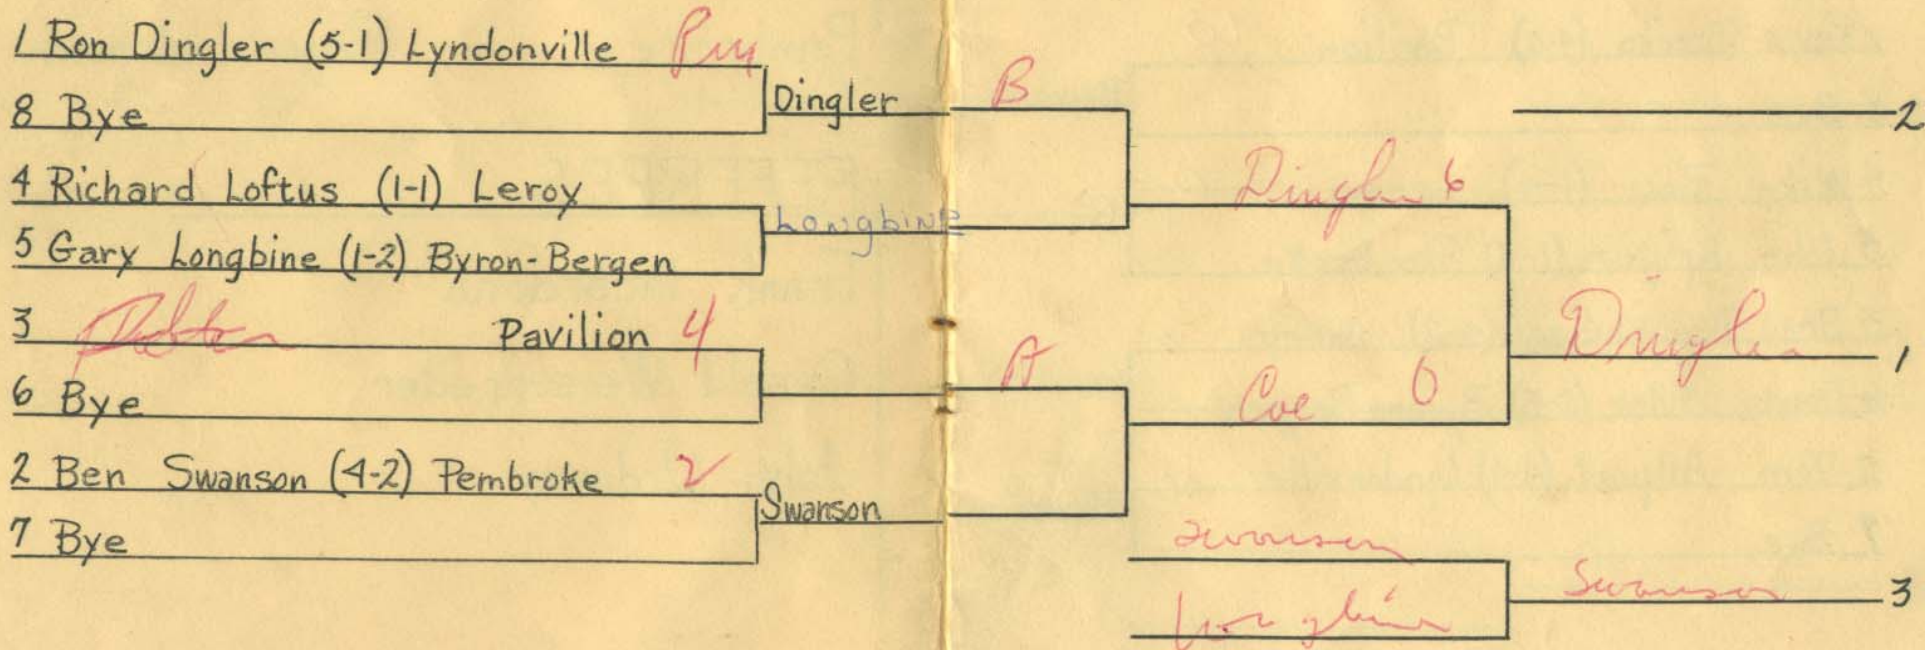 1 Ron Dingler (5-1) Lyndonville Pin
8 Bye
Dingler
4 Richard Loftus (1-1) Leroy
5 Gary Longbine (1-2) Byron-Bergen
Longbine
3 Pavilion 4
6 Bye
2 Ben Swanson (4-2) Pembroke 2
7 Bye
Swanson
B
A
Dingler 6
Coe 0
2
Dingler 1
Swanson
Longbine
Swanson 3